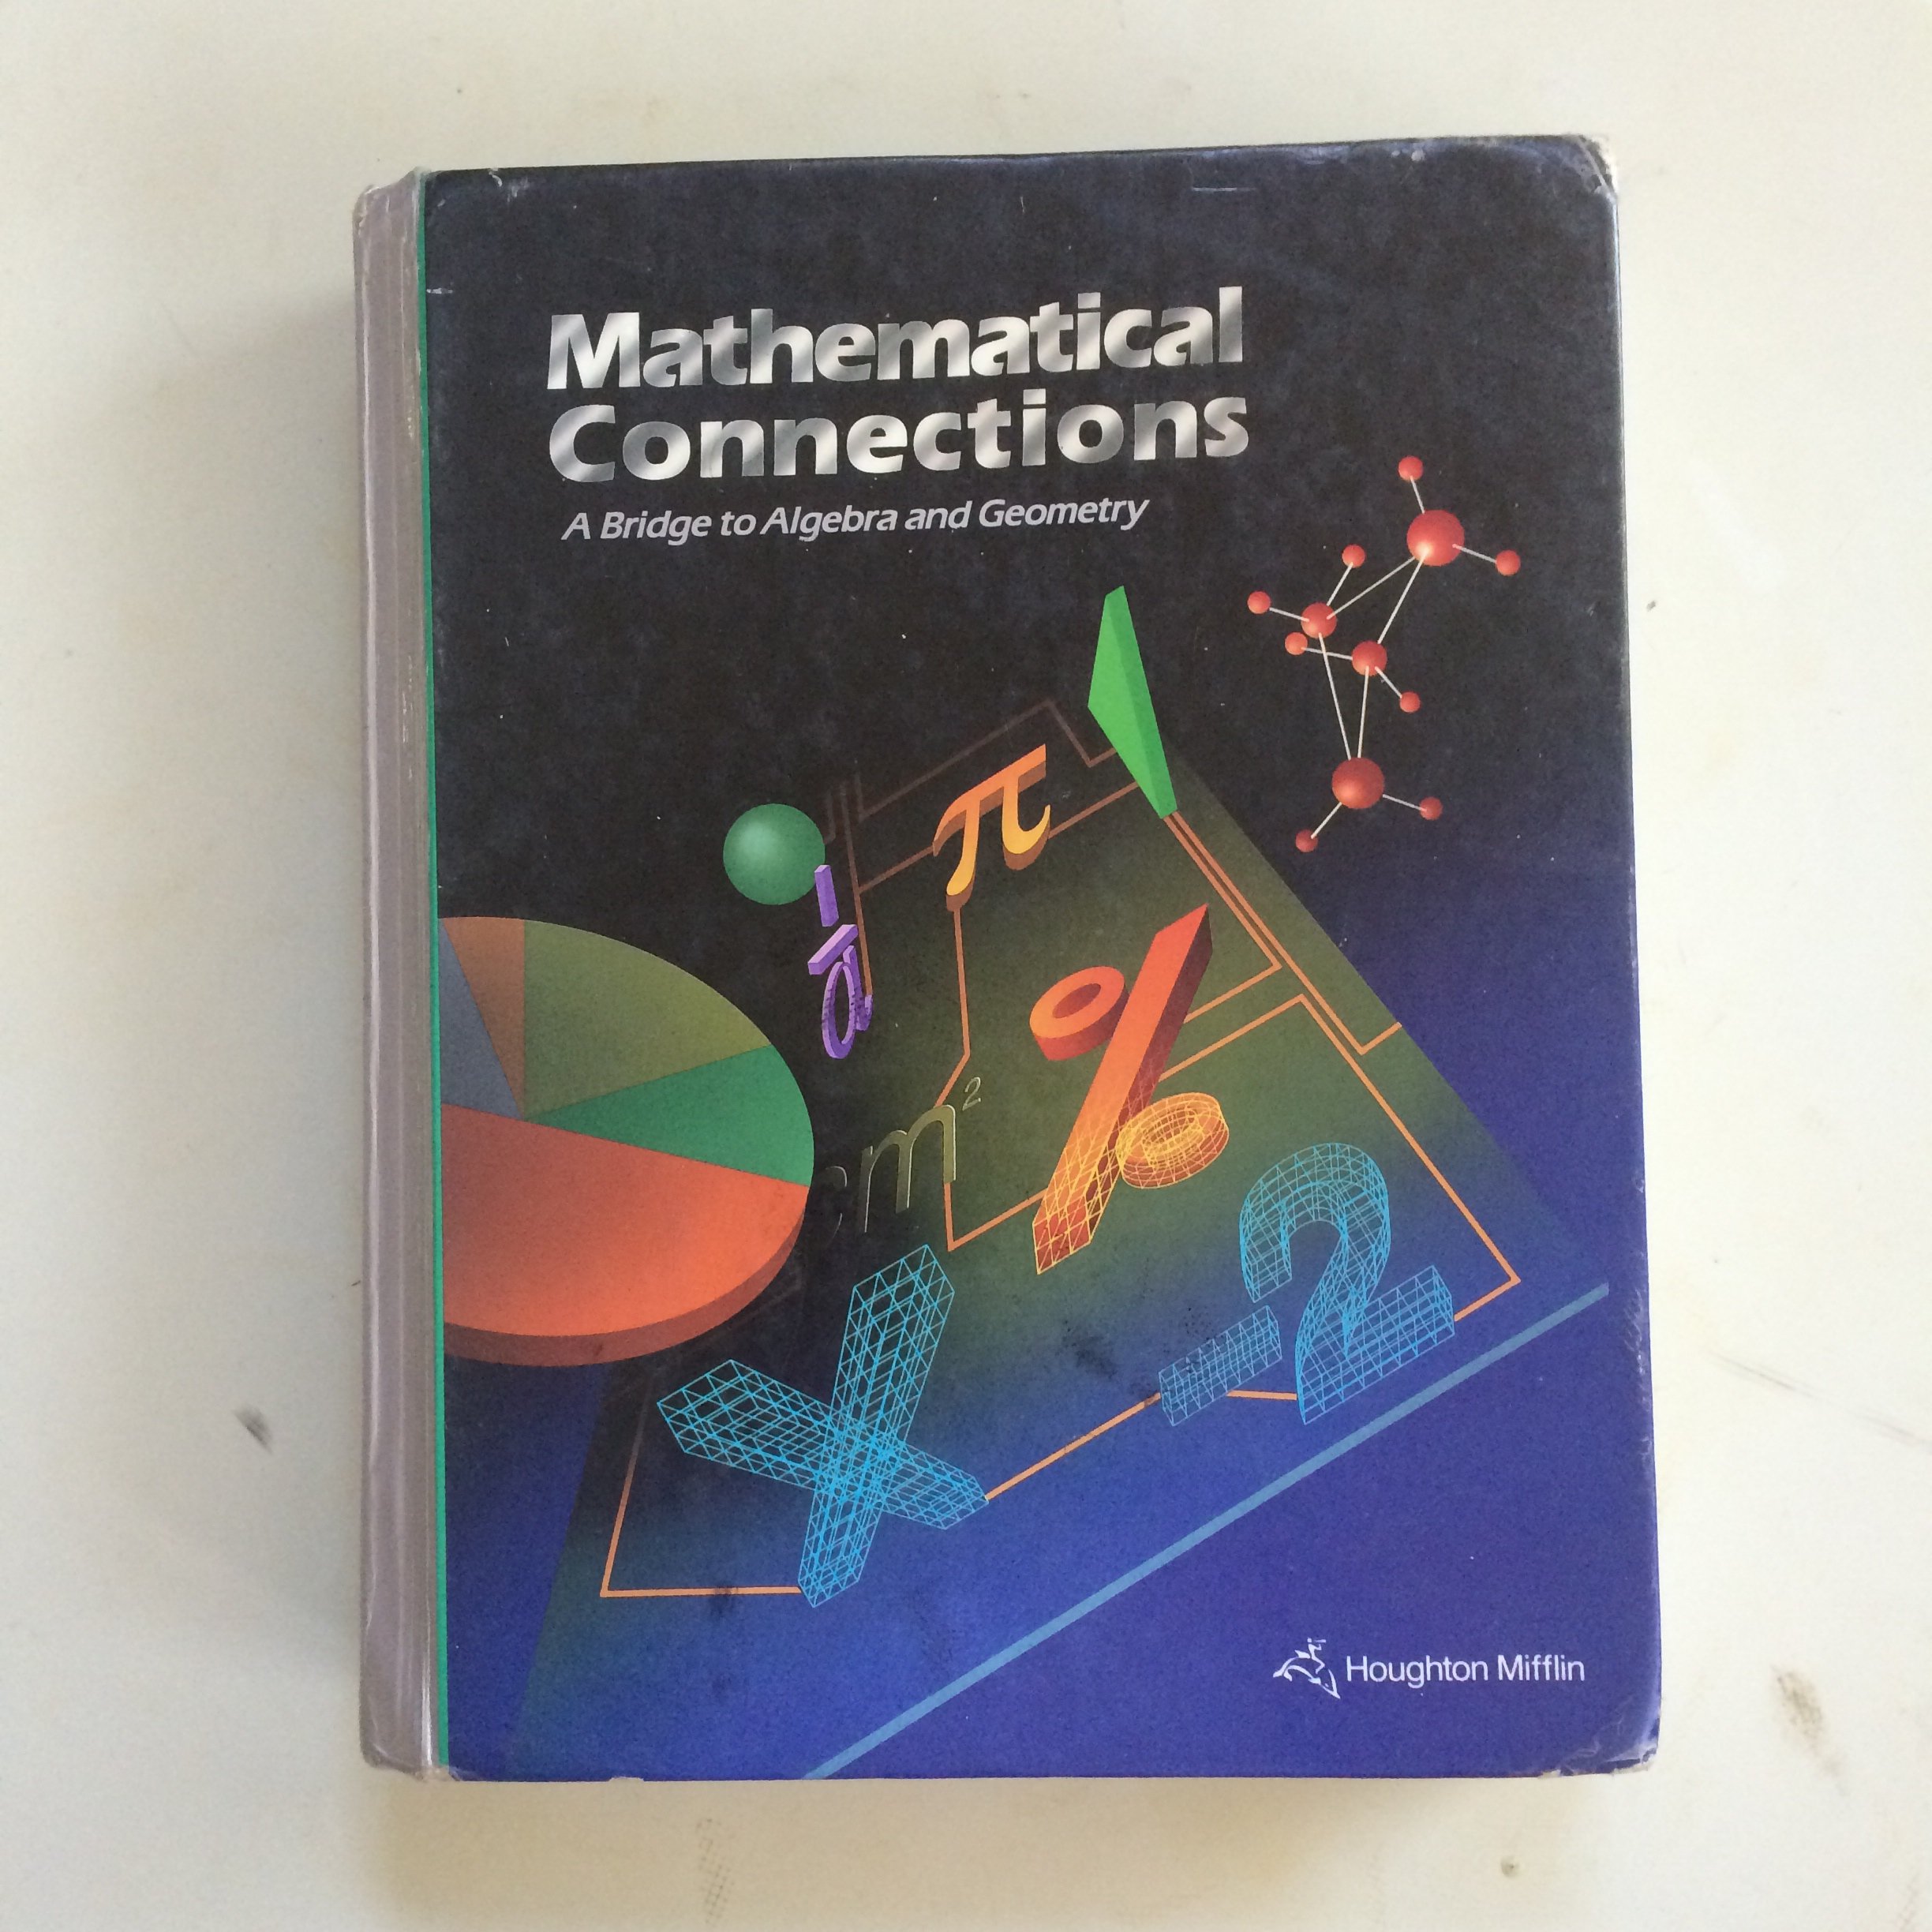 Mathematical
Connections
A Bridge to Algebra and Geometry
π
%
cm²
x
-2
Houghton Mifflin